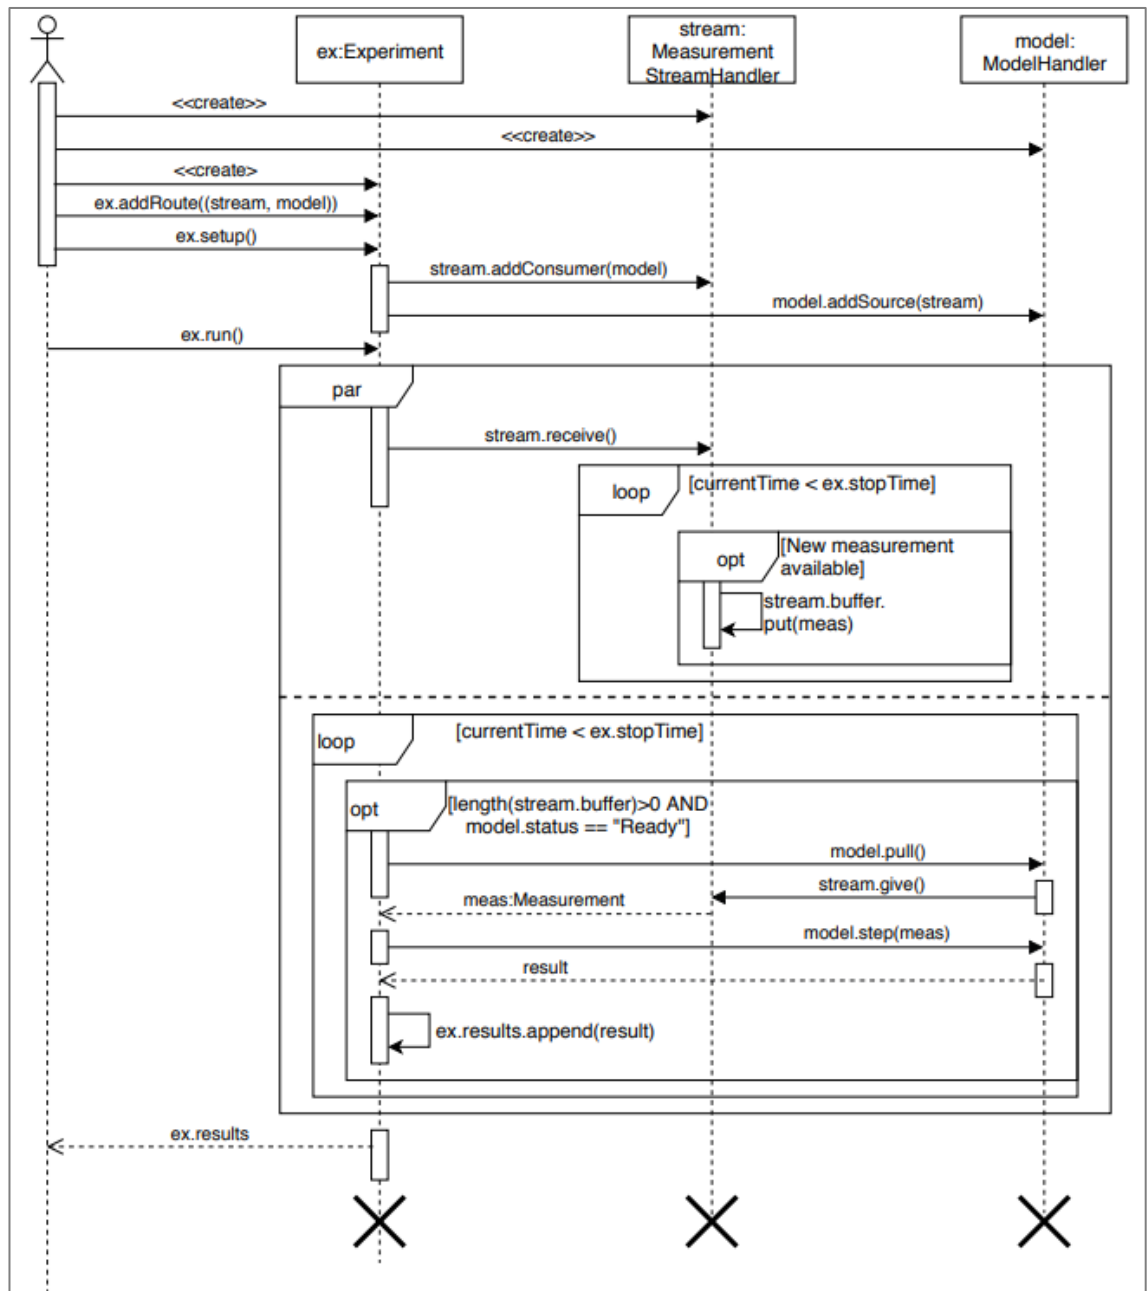 ex:Experiment
stream:
Measurement
StreamHandler
model:
ModelHandler
<<create>>
<<create>>
<<create>
ex.addRoute((stream, model))
ex.setup()
stream.addConsumer(model)
model.addSource(stream)
ex.run()
par
stream.receive()
loop
[currentTime < ex.stopTime]
opt
[New measurement
available]
stream.buffer.
put(meas)
loop
[currentTime < ex.stopTime]
opt
[length(stream.buffer)>0 AND
model.status == "Ready"]
model.pull()
stream.give()
meas:Measurement
model.step(meas)
result
ex.results.append(result)
ex.results